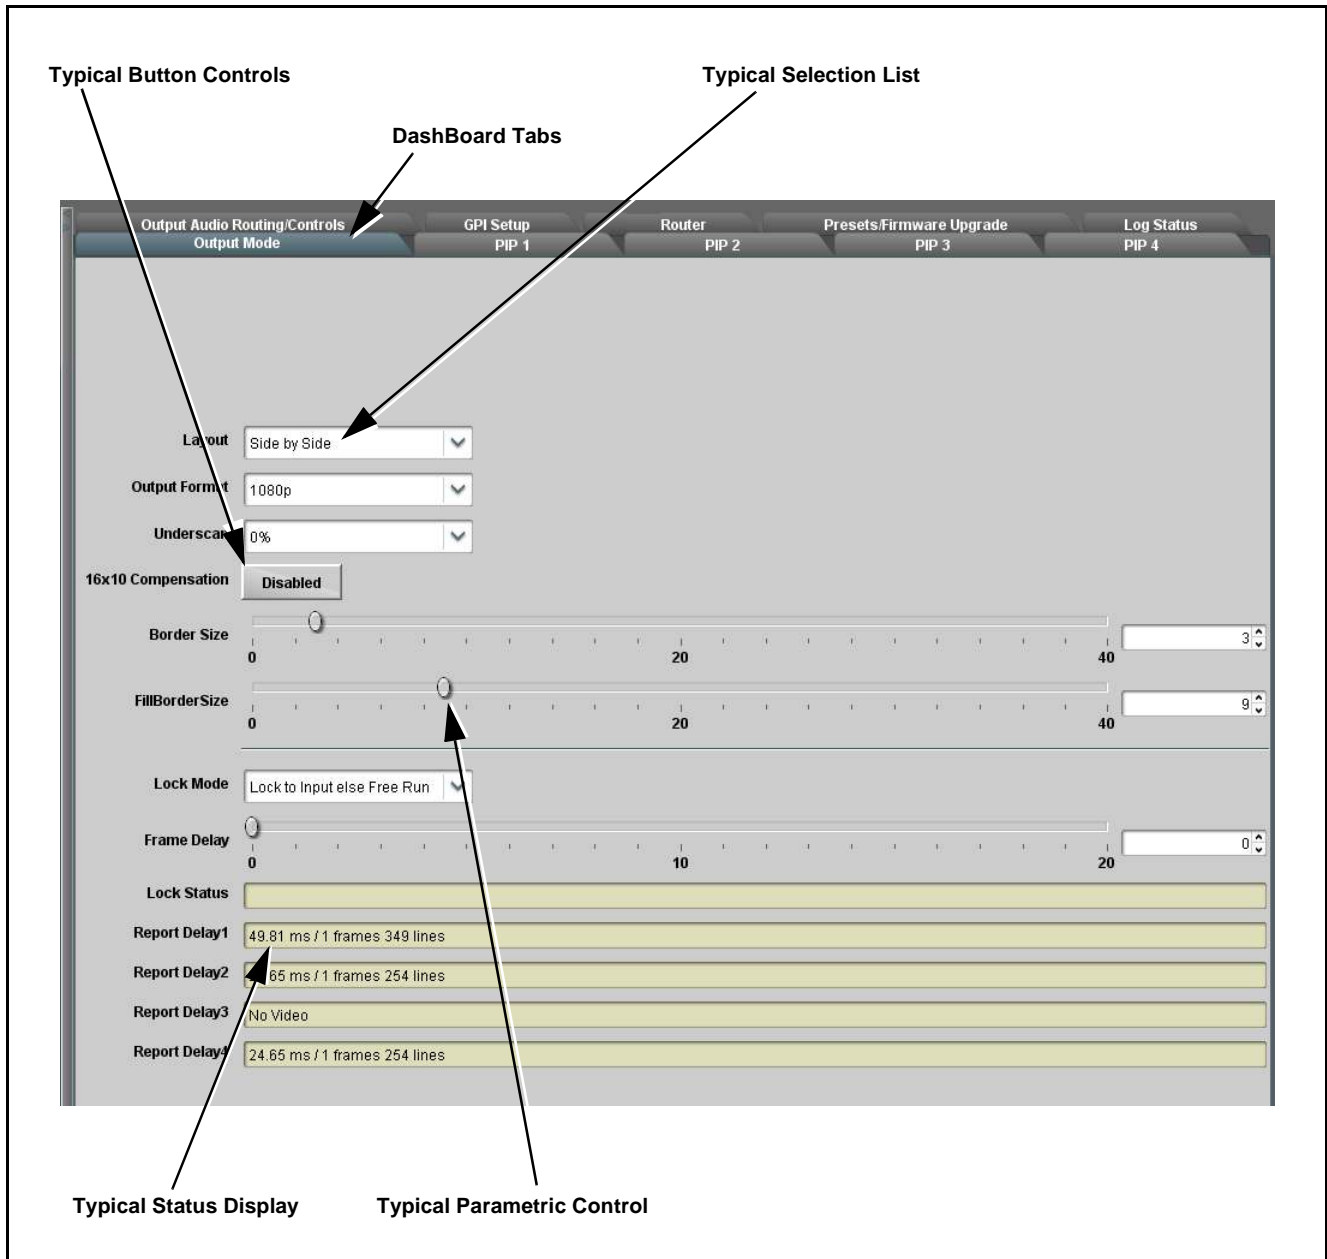 Typical Button Controls
Typical Selection List
DashBoard Tabs
Output Audio Routing/Controls GPI Setup Router Presets/Firmware Upgrade Log Status
Output Mode PIP 1 PIP 2 PIP 3 PIP 4
Layout Side by Side
Output Format 1080p
Underscan 0%
16x10 Compensation Disabled
Border Size 3
0 20 40
FillBorderSize 9
0 20 40
Lock Mode Lock to Input else Free Run
Frame Delay 0
0 10 20
Lock Status
Report Delay1 49.81 ms / 1 frames 349 lines
Report Delay2 65 ms / 1 frames 254 lines
Report Delay3 No Video
Report Delay4 24.65 ms / 1 frames 254 lines
Typical Status Display
Typical Parametric Control